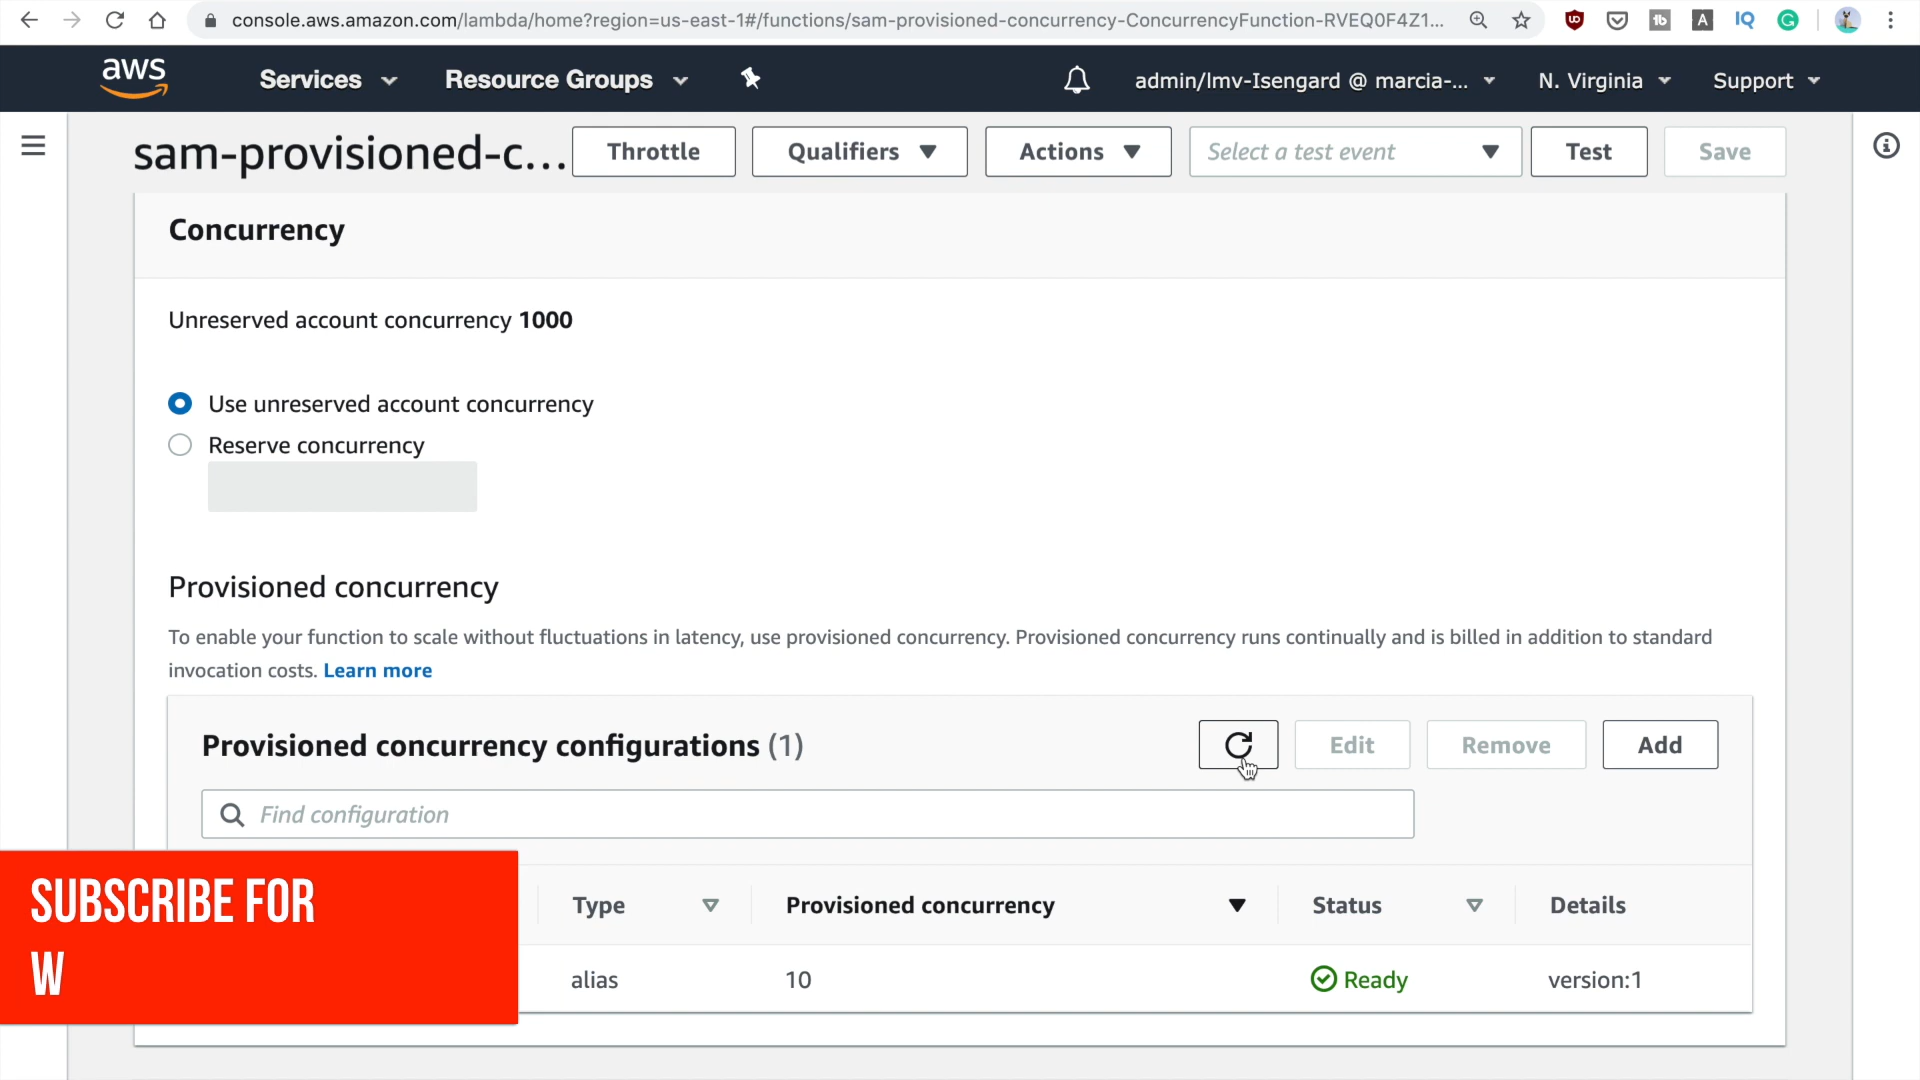 console.aws.amazon.com/lambda/home?region=us-east-1#/functions/sam-provisioned-concurrency-ConcurrencyFunction-RVEQ0F4Z1...
aws
Services
Resource Groups
admin/lmv-Isengard @ marcia-...
N. Virginia
Support
sam-provisioned-c...
Throttle
Qualifiers
Actions
Select a test event
Test
Save
Concurrency
Unreserved account concurrency 1000
Use unreserved account concurrency
Reserve concurrency
Provisioned concurrency
To enable your function to scale without fluctuations in latency, use provisioned concurrency. Provisioned concurrency runs continually and is billed in addition to standard
invocation costs. Learn more
Provisioned concurrency configurations (1)
Edit
Remove
Add
Find configuration
SUBSCRIBE FOR
W
Type
Provisioned concurrency
Status
Details
alias
10
Ready
version:1